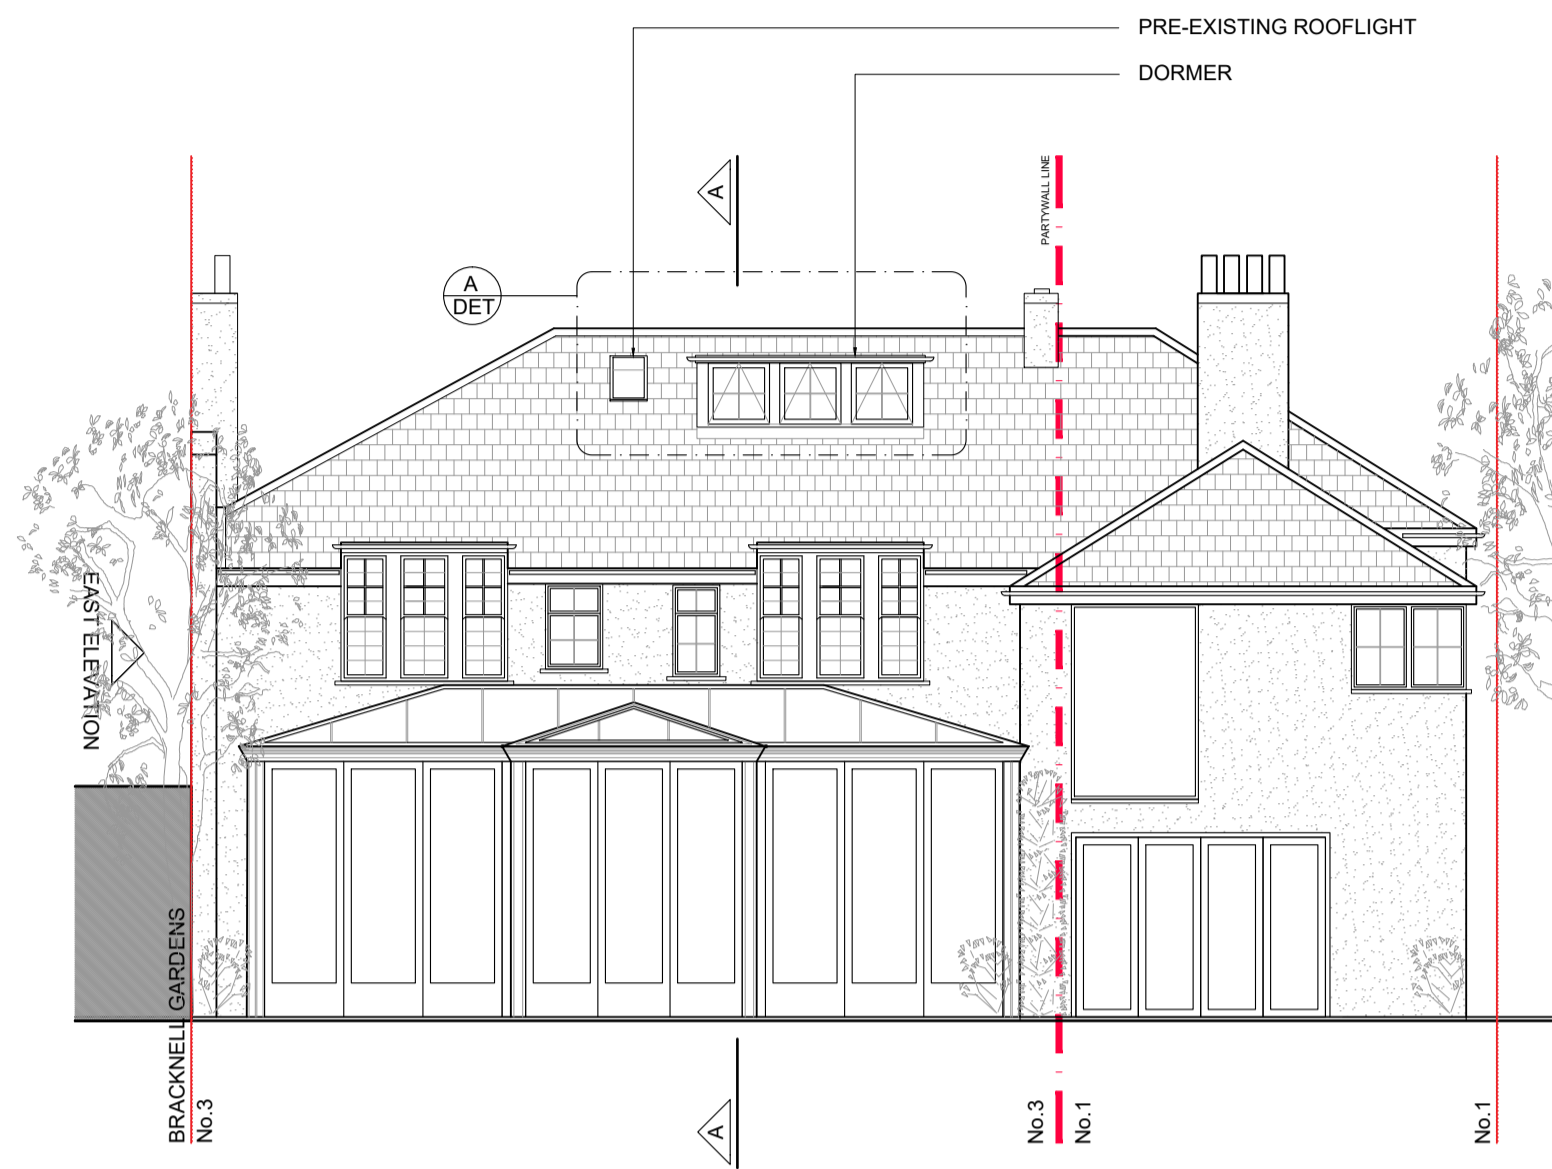 PRE-EXISTING ROOFLIGHT
DORMER
A
PARTYWALL LINE
A
DET
EAST ELEVATION
BRACKNELL GARDENS
No.3
A
No.3
No.1
No.1